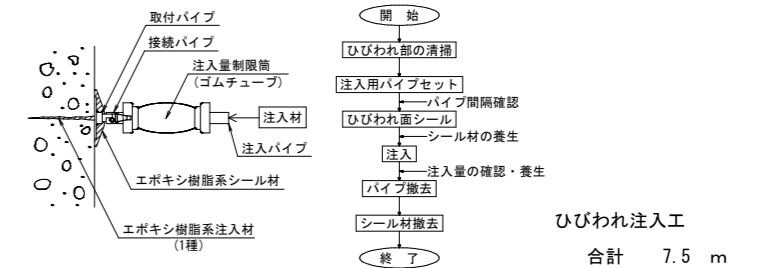 取付パイプ
接続パイプ
注入量制限筒
(ゴムチューブ)
注入材
注入パイプ
エポキシ樹脂系シール材
エポキシ樹脂系注入材
(1種)
開 始
ひびわれ部の清掃
注入用パイプセット
パイプ間隔確認
ひびわれ面シール
シール材の養生
注入
注入量の確認・養生
パイプ撤去
シール材撤去
終 了
ひびわれ注入工
合計 7.5 m